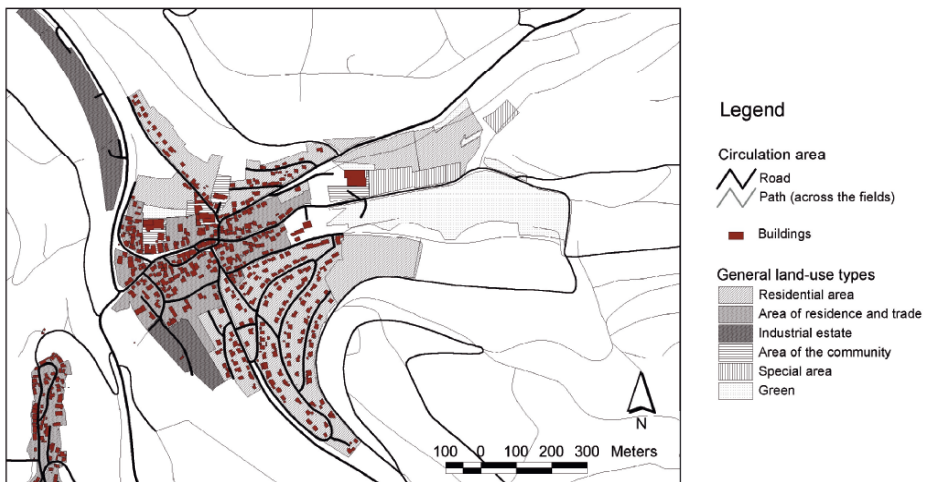 Legend
Circulation area
Road
Path (across the fields)
Buildings
General land-use types
Residential area
Area of residence and trade
Industrial estate
Area of the community
Special area
Green
N
100 0 100 200 300 Meters